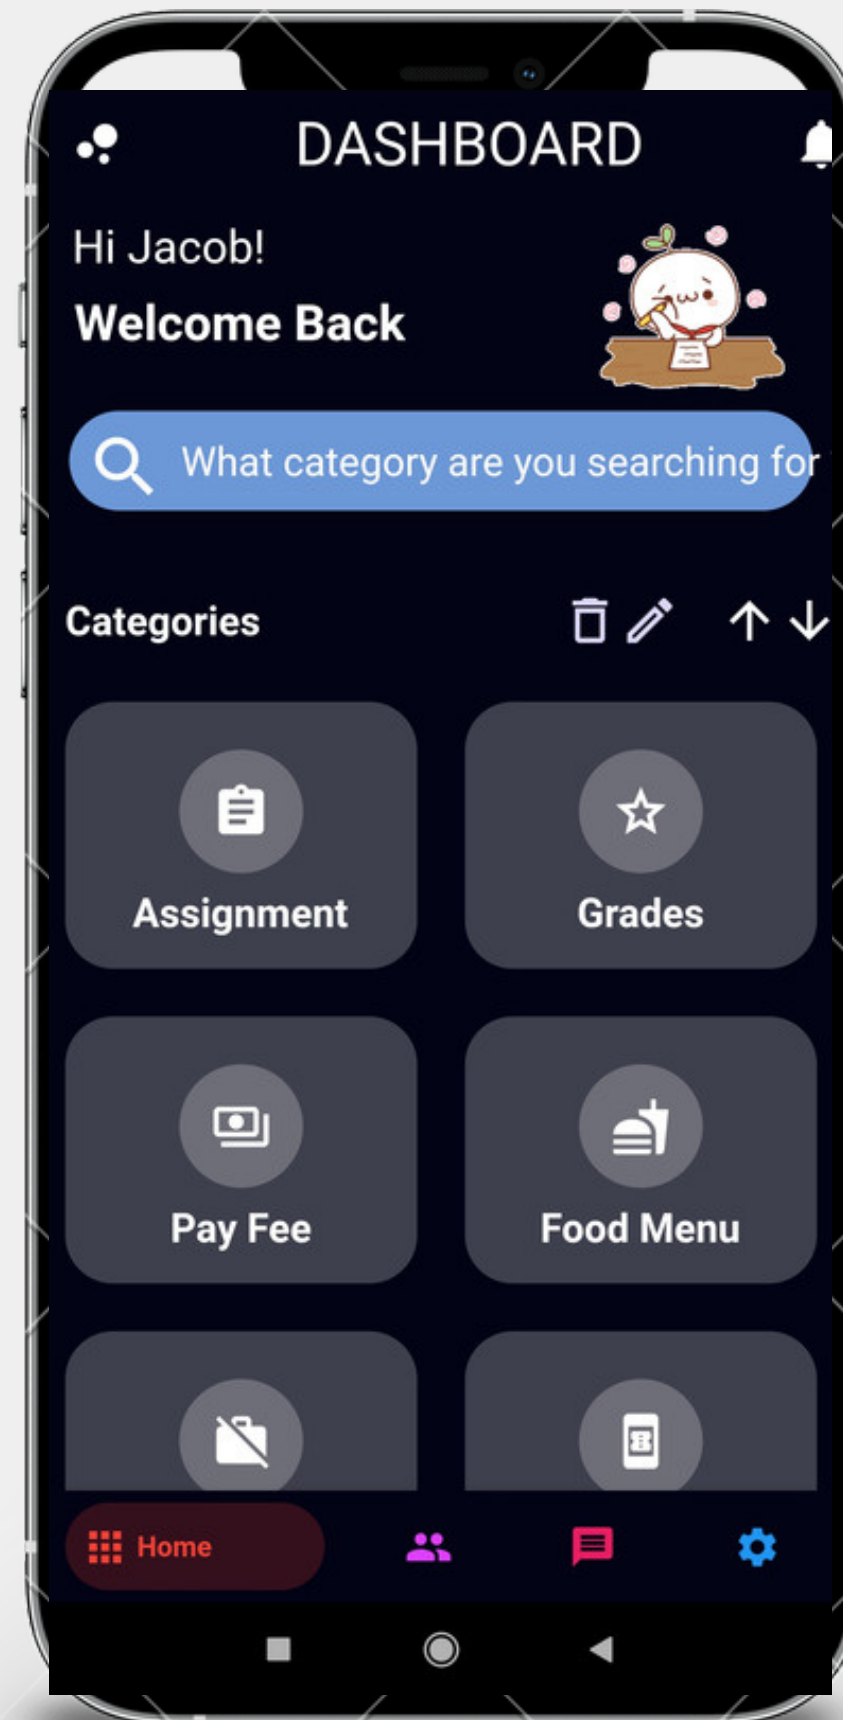 DASHBOARD
Hi Jacob!
Welcome Back
What category are you searching for
Categories
Assignment
Grades
Pay Fee
Food Menu
Home